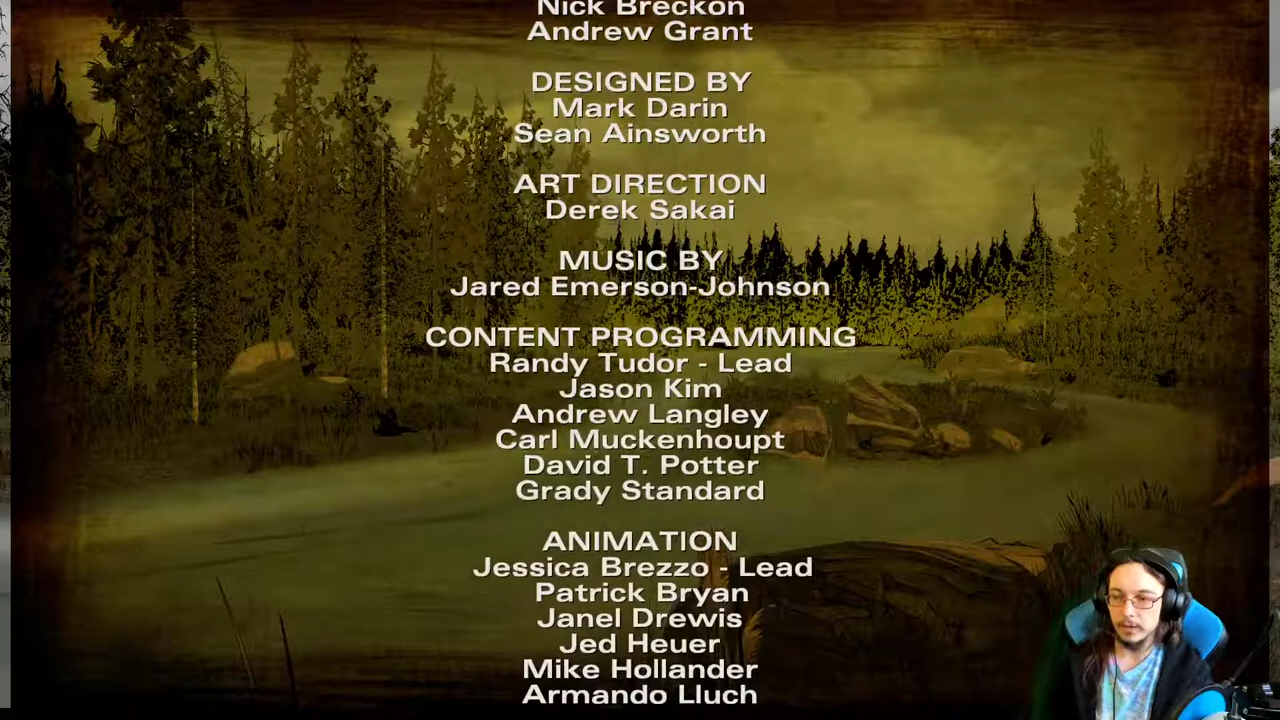 Nick Breckon
Andrew Grant
DESIGNED BY
Mark Darin
Sean Ainsworth
ART DIRECTION
Derek Sakai
MUSIC BY
Jared Emerson-Johnson
CONTENT PROGRAMMING
Randy Tudor - Lead
Jason Kim
Andrew Langley
Carl Muckenhoupt
David T. Potter
Grady Standard
ANIMATION
Jessica Brezzo - Lead
Patrick Bryan
Janel Drewis
Jed Heuer
Mike Hollander
Armando Lluch